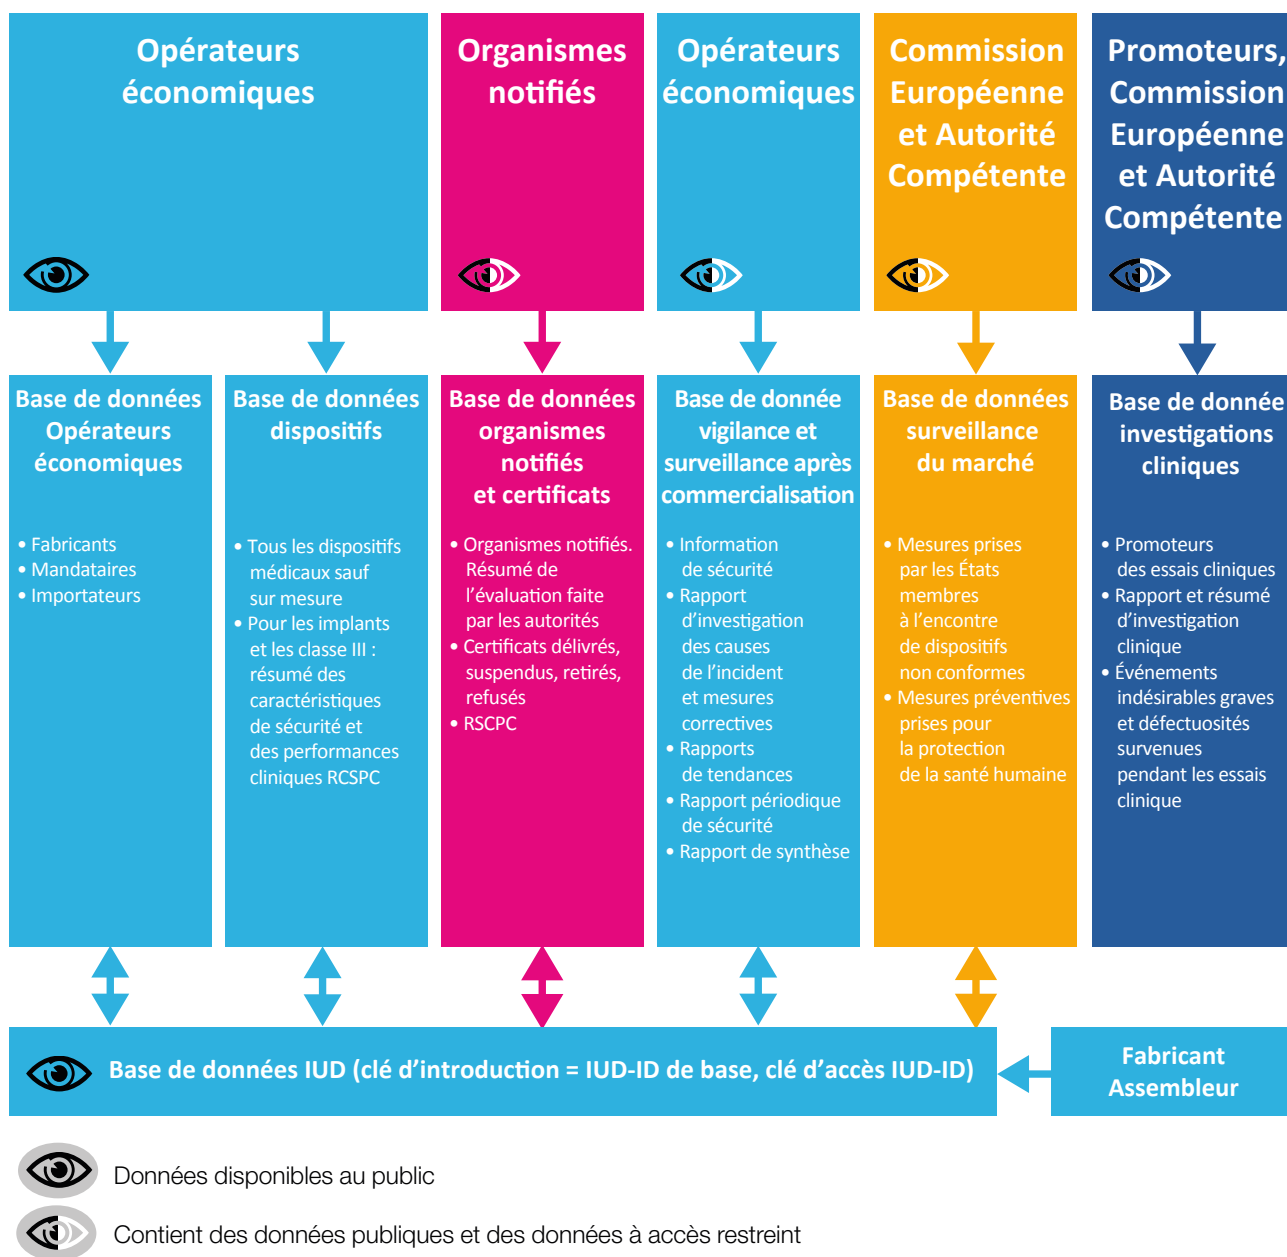 Opérateurs
économiques
Organismes
notifiés
Opérateurs
économiques
Commission
Européenne
et Autorité
Compétente
Promoteurs,
Commission
Européenne
et Autorité
Compétente
Base de données
Opérateurs
économiques
• Fabricants
• Mandataires
• Importateurs
Base de données
dispositifs
• Tous les dispositifs
médicaux sauf
sur mesure
• Pour les implants
et les classe III :
résumé des
caractéristiques
de sécurité et
des performances
cliniques RCSPC
Base de données
organismes
notifiés
et certificats
• Organismes notifiés.
Résumé de
l'évaluation faite
par les autorités
• Certificats délivrés,
suspendus, retirés,
refusés
• RSCPC
Base de donnée
vigilance et
surveillance après
commercialisation
• Information
de sécurité
• Rapport
d'investigation
des causes
de l'incident
et mesures
correctives
• Rapports
de tendances
• Rapport périodique
de sécurité
• Rapport de synthèse
Base de données
surveillance
du marché
• Mesures prises
par les États
membres
à l'encontre
de dispositifs
non conformes
• Mesures préventives
prises pour
la protection
de la santé humaine
Base de donnée
investigations
cliniques
• Promoteurs
des essais cliniques
• Rapport et résumé
d'investigation
clinique
• Événements
indésirables graves
et défectuosités
survenues
pendant les essais
clinique
Base de données IUD (clé d'introduction = IUD-ID de base, clé d'accès IUD-ID)
Fabricant
Assembleur
Données disponibles au public
Contient des données publiques et des données à accès restreint